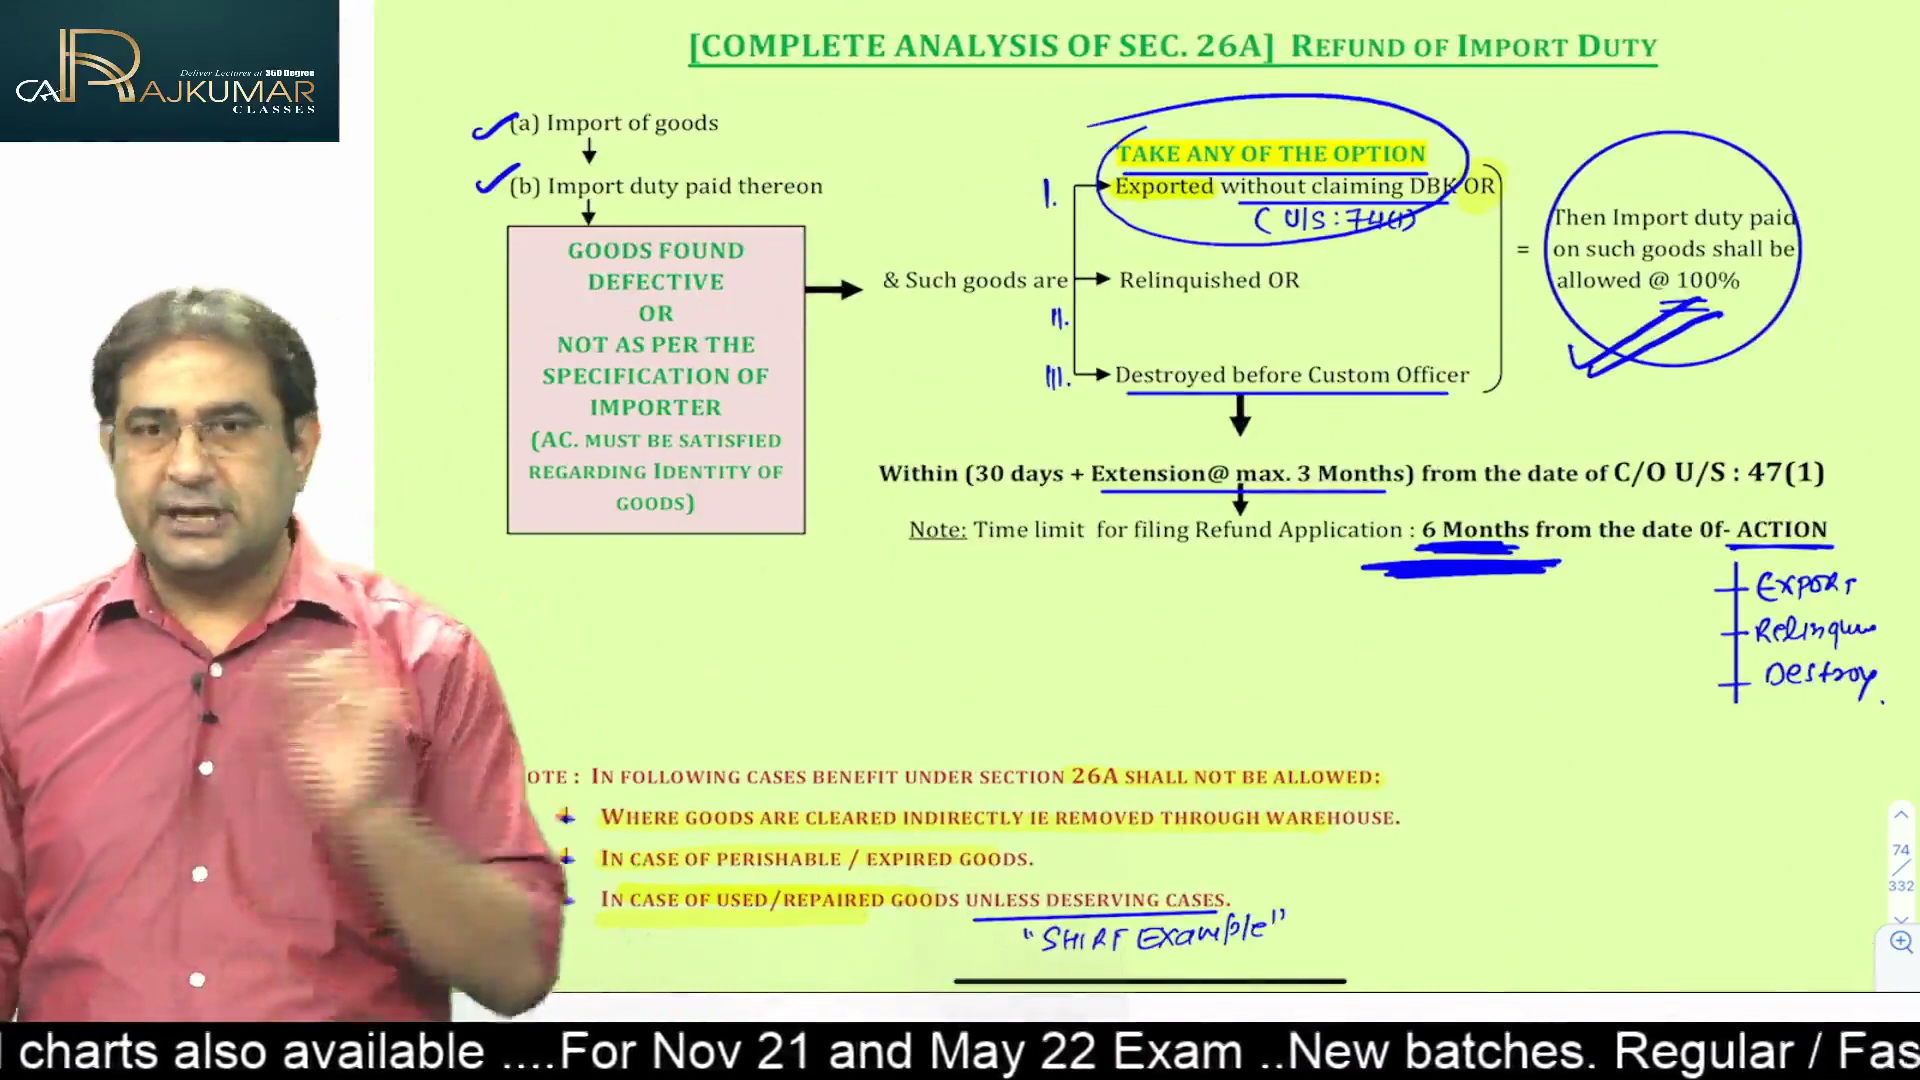 Deliver Lectures at 360 Degree
CA RAJKUMAR
CLASSES
[COMPLETE ANALYSIS OF SEC. 26A] REFUND OF IMPORT DUTY
(a) Import of goods
(b) Import duty paid thereon
GOODS FOUND
DEFECTIVE
OR
NOT AS PER THE
SPECIFICATION OF
IMPORTER
(AC. MUST BE SATISFIED
REGARDING IDENTITY OF
GOODS)
& Such goods are
TAKE ANY OF THE OPTION
I.
Exported without claiming DBK OR
(U/S:74(1)
II.
Relinquished OR
III.
Destroyed before Custom Officer
=
Then Import duty paid
on such goods shall be
allowed @ 100%
Within (30 days + Extension@ max. 3 Months) from the date of C/O U/S : 47(1)
Note: Time limit for filing Refund Application : 6 Months from the date 0f- ACTION
EXPORT
Destroy.
OTE : IN FOLLOWING CASES BENEFIT UNDER SECTION 26A SHALL NOT BE ALLOWED:
WHERE GOODS ARE CLEARED INDIRECTLY IE REMOVED THROUGH WAREHOUSE.
IN CASE OF PERISHABLE / EXPIRED GOODS.
IN CASE OF USED/REPAIRED GOODS UNLESS DESERVING CASES.
"SHIRT Example"
74
/
332
charts also available ....For Nov 21 and May 22 Exam ..New batches. Regular / Fas